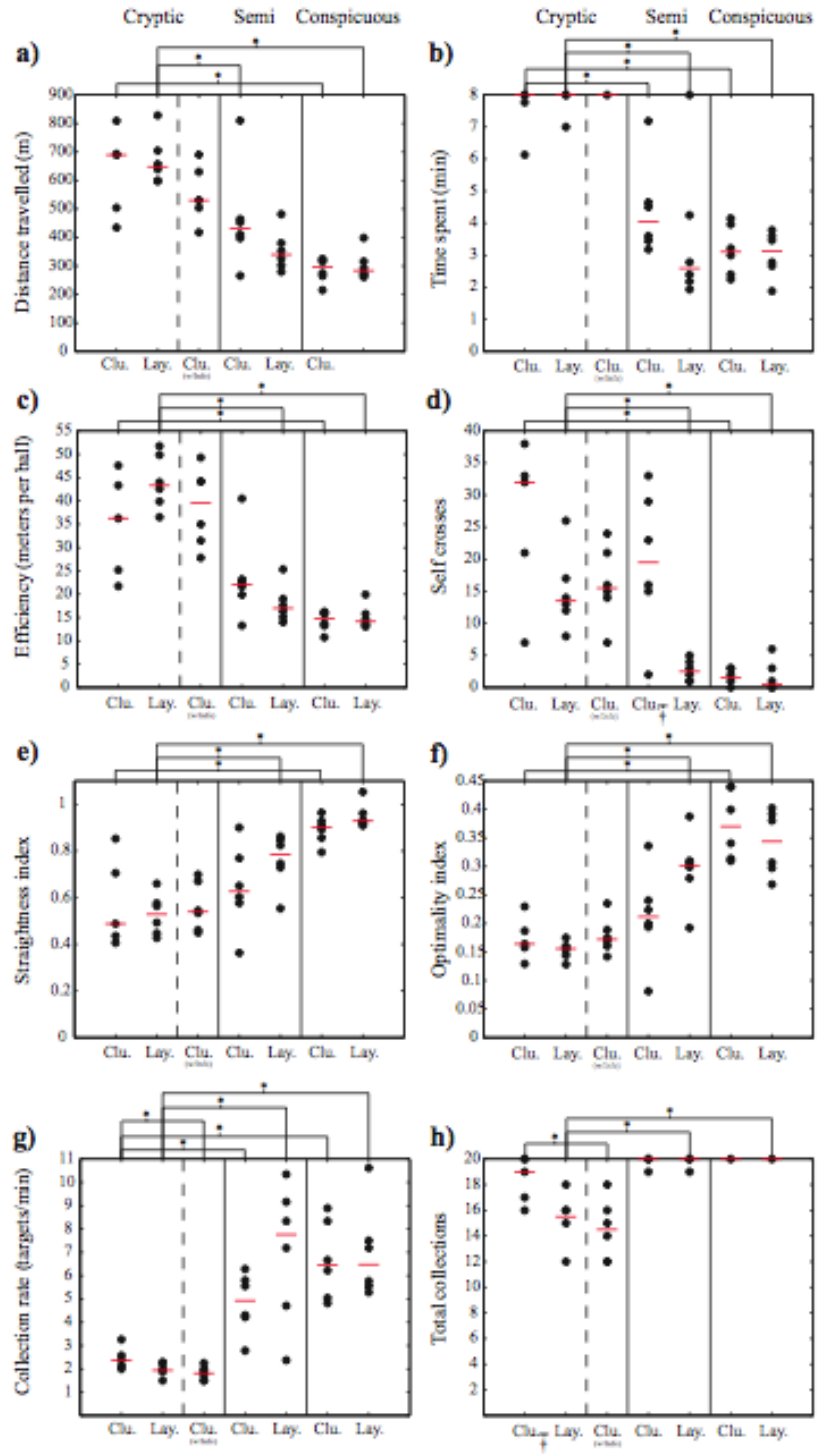 Cryptic Semi Conspicuous
a)
Distance travelled (m)
900
800
700
600
500
400
300
200
100
0
Clu. Lay. Clu. Clu. Lay. Clu.
b)
Time spent (min)
8
7
6
5
4
3
2
1
0
Clu. Lay. Clu. Clu. Lay. Clu. Lay.
Cryptic Semi Conspicuous
c)
Efficiency (meters per ball)
55
50
45
40
35
30
25
20
15
10
5
0
Clu. Lay. Clu. Clu. Lay. Clu. Lay.
d)
Self crosses
40
35
30
25
20
15
10
5
0
Clu. Lay. Clu. Clu. † Lay. Clu. Lay.
e)
Straightness index
1
0.8
0.6
0.4
0.2
0
Clu. Lay. Clu. Clu. Lay. Clu. Lay.
f)
Optimality index
0.45
0.4
0.35
0.3
0.25
0.2
0.15
0.1
0.05
0
Clu. Lay. Clu. Clu. Lay. Clu. Lay.
g)
Collection rate (targets/min)
11
10
9
8
7
6
5
4
3
2
1
Clu. Lay. Clu. Clu. Lay. Clu. Lay.
h)
Total collections
20
18
16
14
12
10
8
6
4
2
Clu. † Lay. Clu. Clu. Lay. Clu. Lay.